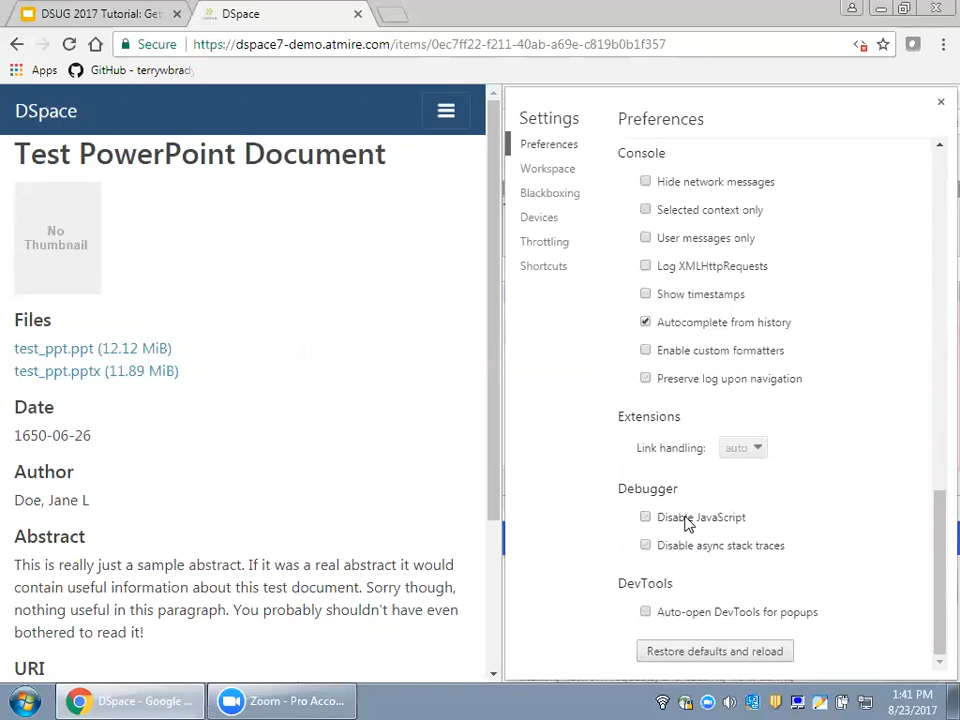 DSUG 2017 Tutorial: Get
DSpace
Secure
https://dspace7-demo.atmire.com/items/0ec7ff22-f211-40ab-a69e-c819b0b1f357
Apps
GitHub - terrywbrady
DSpace
Test PowerPoint Document
No
Thumbnail
Files
test_ppt.ppt (12.12 MiB)
test_ppt.pptx (11.89 MiB)
Date
1650-06-26
Author
Doe, Jane L
Abstract
This is really just a sample abstract. If it was a real abstract it would
contain useful information about this test document. Sorry though,
nothing useful in this paragraph. You probably shouldn't have even
bothered to read it!
URI
Settings
Preferences
Workspace
Blackboxing
Devices
Throttling
Shortcuts
Preferences
Console
Hide network messages
Selected context only
User messages only
Log XMLHttpRequests
Show timestamps
Autocomplete from history
Enable custom formatters
Preserve log upon navigation
Extensions
Link handling: auto
Debugger
Disable JavaScript
Disable async stack traces
DevTools
Auto-open DevTools for popups
Restore defaults and reload
DSpace - Google ...
Zoom - Pro Acco...
1:41 PM
8/23/2017